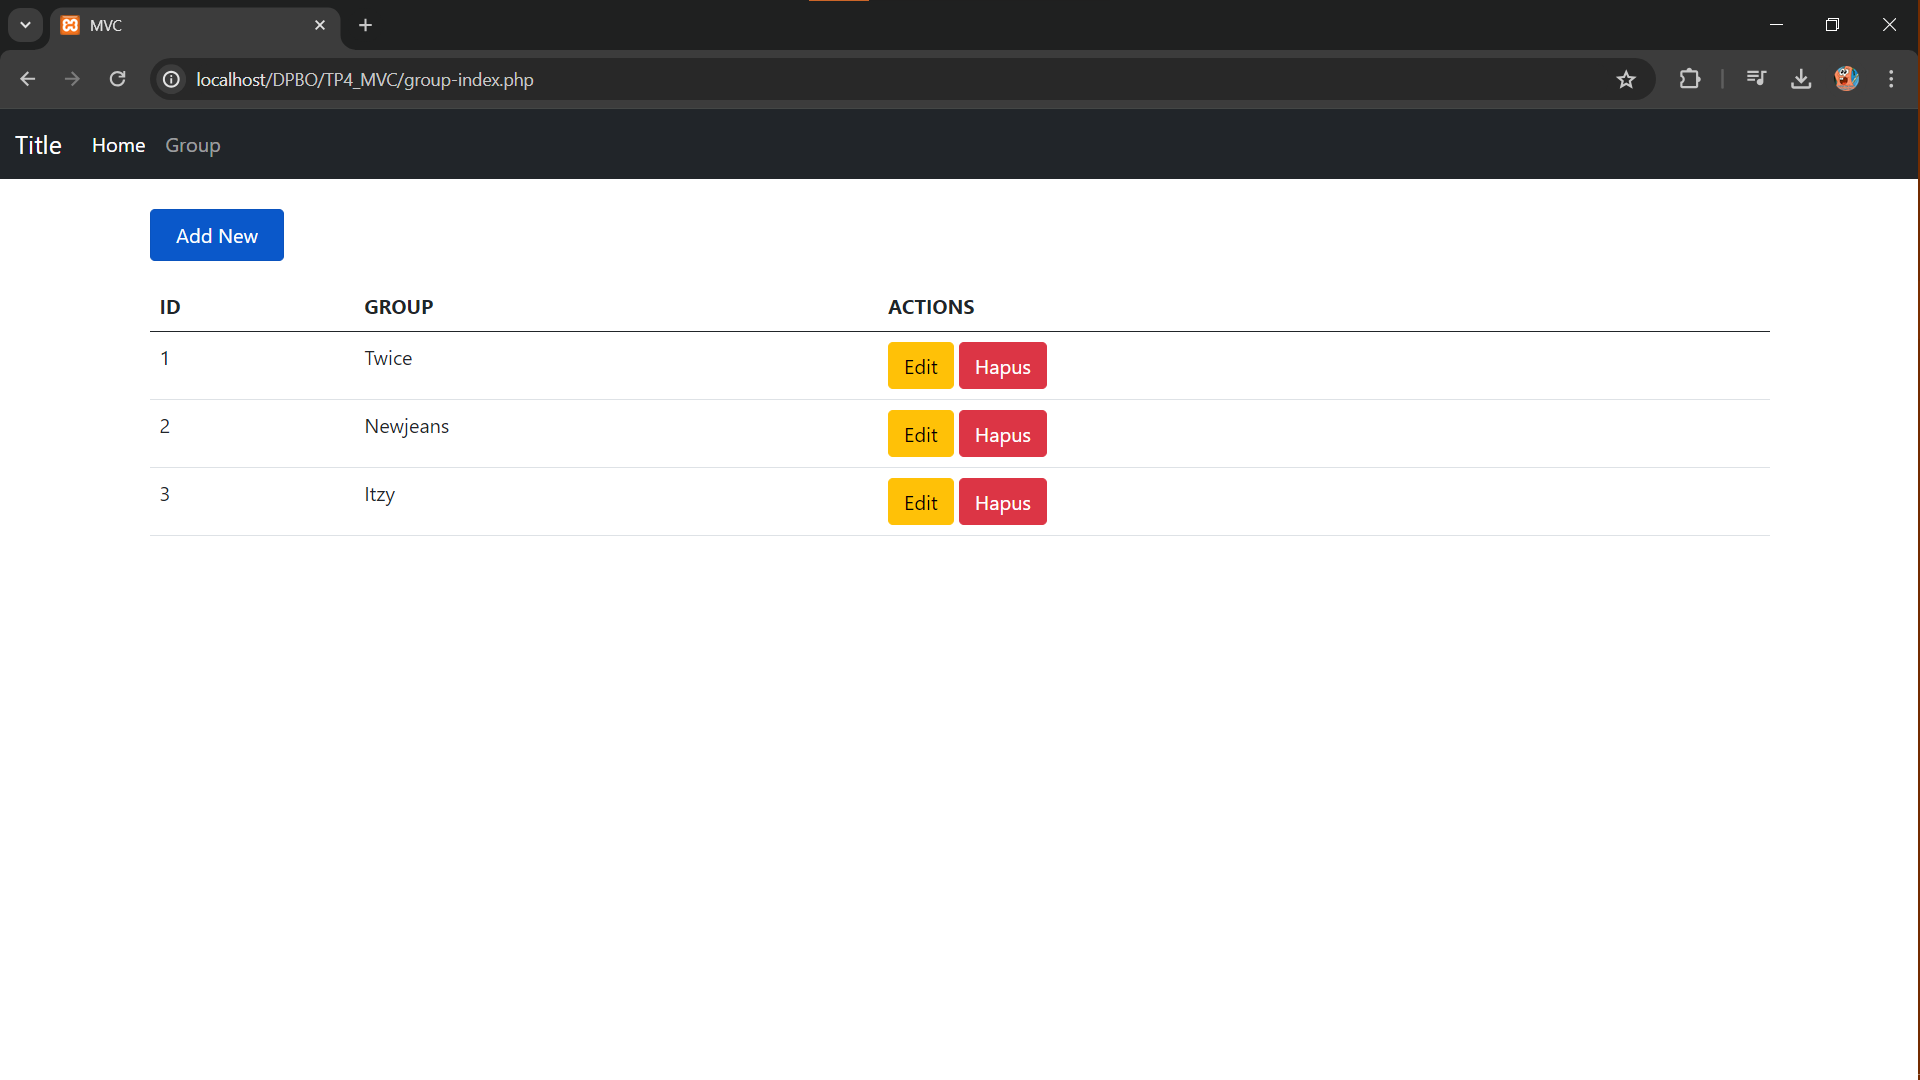 MVC
localhost/DPBO/TP4_MVC/group-index.php
Title Home Group
Add New
ID GROUP ACTIONS
1 Twice Edit Hapus
2 Newjeans Edit Hapus
3 Itzy Edit Hapus